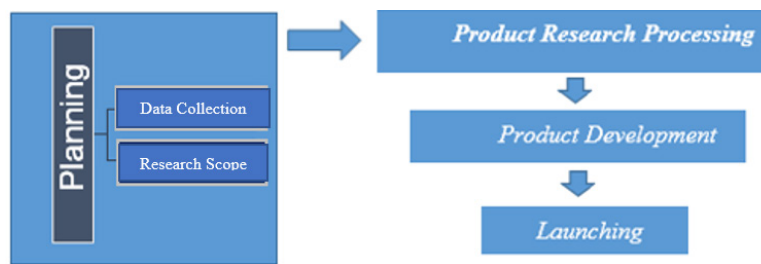 Planning
Data Collection
Research Scope
Product Research Processing
Product Development
Launching